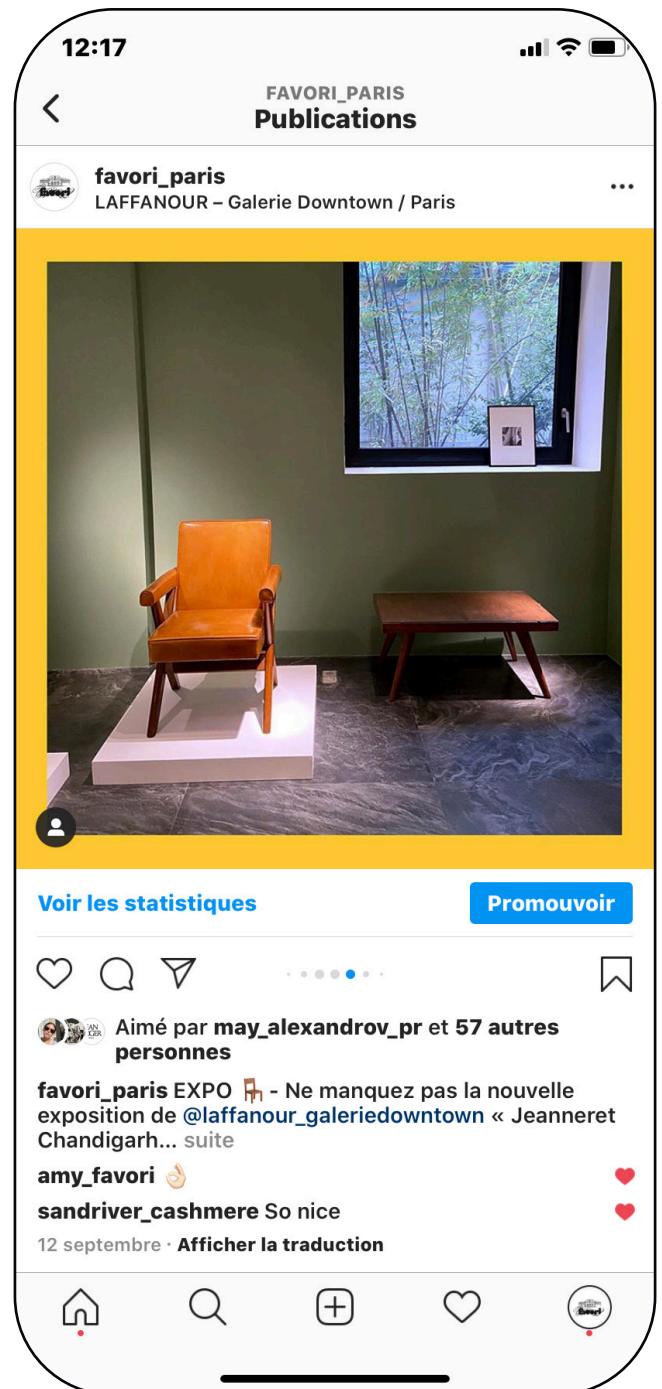 12:17
FAVORI_PARIS
Publications
favori_paris
LAFFANOUR – Galerie Downtown / Paris
Voir les statistiques
Promouvoir
Aimé par may_alexandrov_pr et 57 autres
personnes
favori_paris EXPO 🪑 - Ne manquez pas la nouvelle
exposition de @laffanour_galeriedowntown « Jeanneret
Chandigarh... suite
amy_favori 👌🏻
sandriver_cashmere So nice
12 septembre · Afficher la traduction